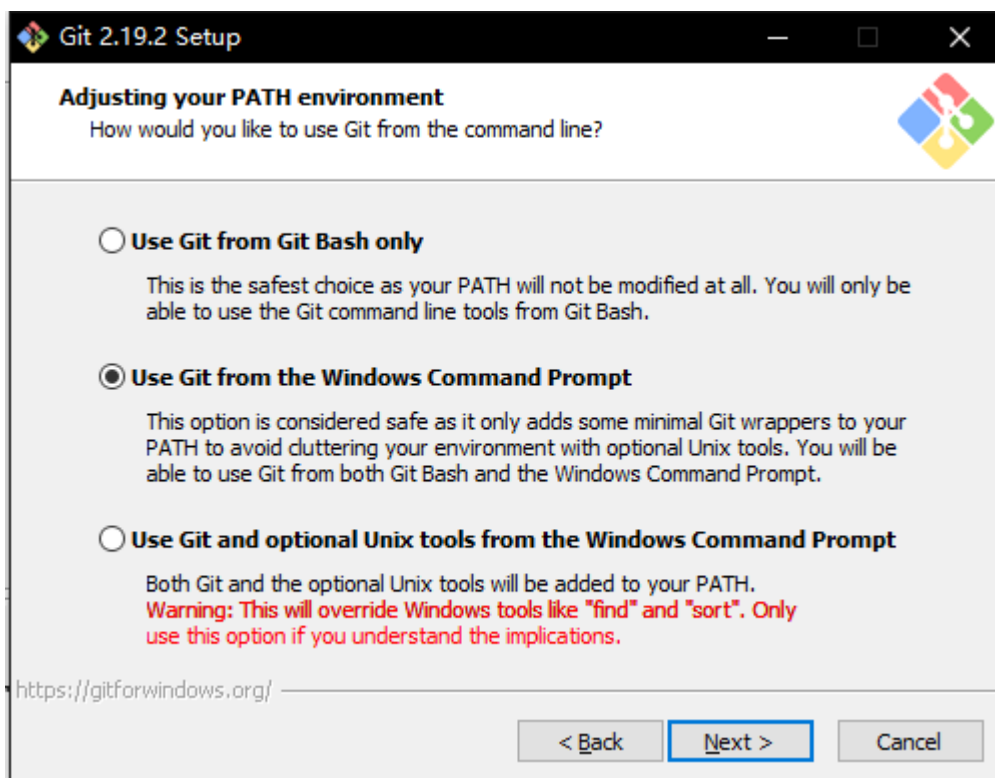 Git 2.19.2 Setup
Adjusting your PATH environment
How would you like to use Git from the command line?
Use Git from Git Bash only
This is the safest choice as your PATH will not be modified at all. You will only be
able to use the Git command line tools from Git Bash.
Use Git from the Windows Command Prompt
This option is considered safe as it only adds some minimal Git wrappers to your
PATH to avoid cluttering your environment with optional Unix tools. You will be
able to use Git from both Git Bash and the Windows Command Prompt.
Use Git and optional Unix tools from the Windows Command Prompt
Both Git and the optional Unix tools will be added to your PATH.
Warning: This will override Windows tools like "find" and "sort". Only
use this option if you understand the implications.
https://gitforwindows.org/
< Back
Next >
Cancel